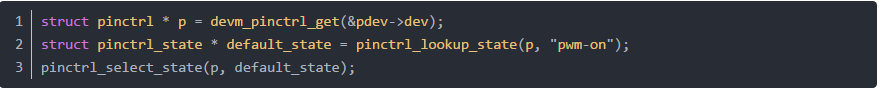 1 struct pinctrl * p = devm_pinctrl_get(&pdev->dev);
2 struct pinctrl_state * default_state = pinctrl_lookup_state(p, "pwm-on");
3 pinctrl_select_state(p, default_state);